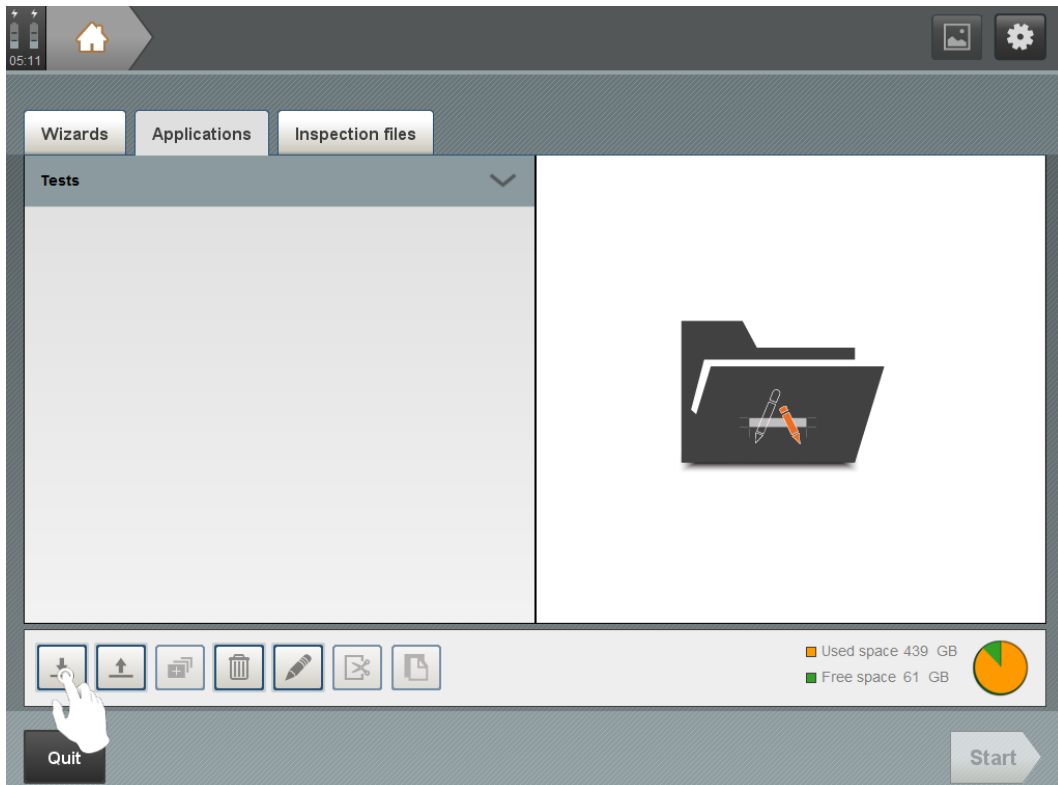 05:11
Wizards
Applications
Inspection files
Tests
Used space 439 GB
Free space 61 GB
Quit
Start